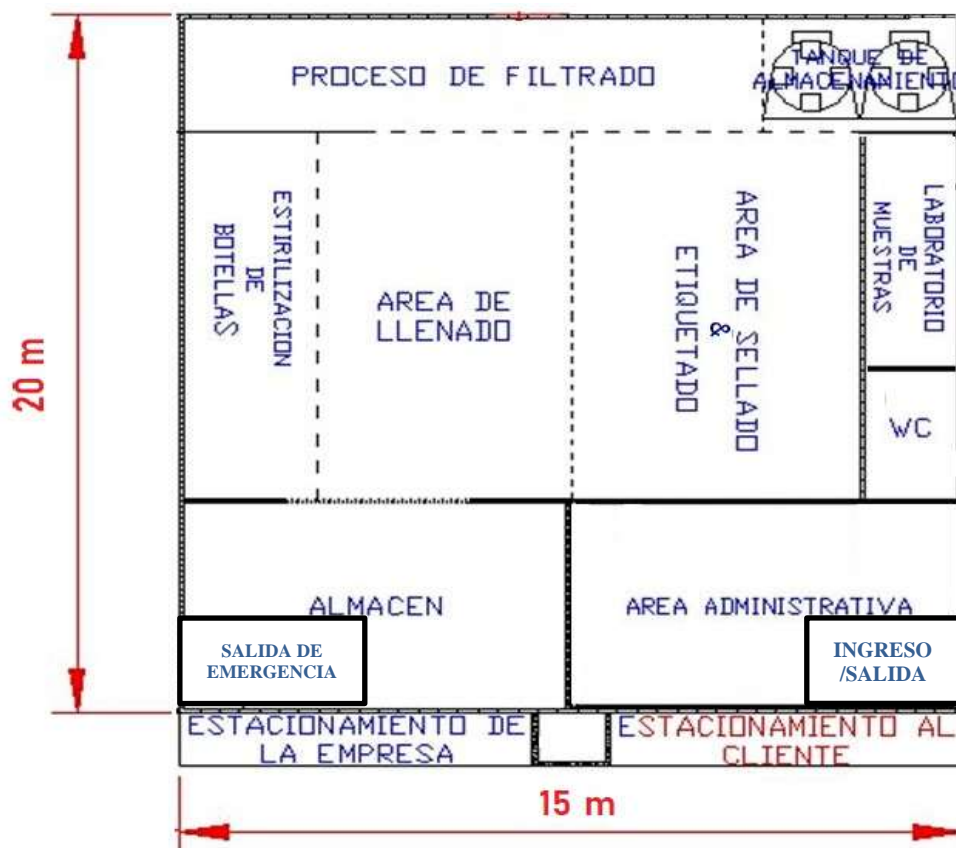 PROCESO DE FILTRADO
TANQUE DE
ALMACENAMIENTO
ESTIRILIZACION
DE
BOTELLAS
AREA DE
LLENADO
AREA DE SELLADO
&
ETIQUETADO
LABORATORIO
DE
MUESTRAS
WC
20 m
ALMACEN
AREA ADMINISTRATIVA
SALIDA DE
EMERGENCIA
INGRESO
/SALIDA
ESTACIONAMIENTO DE
LA EMPRESA
ESTACIONAMIENTO AL
CLIENTE
15 m